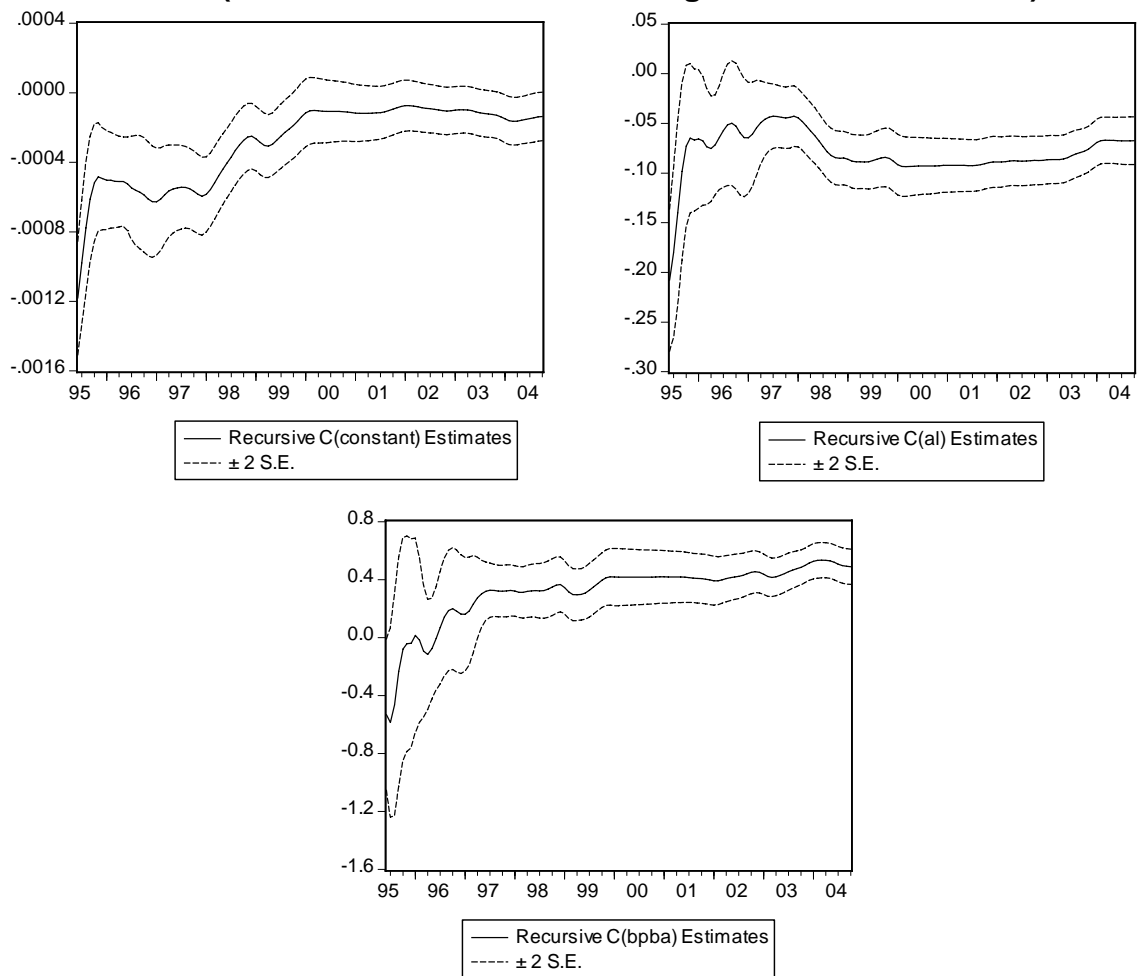 .0004
.0000
-.0004
-.0008
-.0012
-.0016
95 96 97 98 99 00 01 02 03 04
Recursive C(constant) Estimates
± 2 S.E.
.05
.00
-.05
-.10
-.15
-.20
-.25
-.30
95 96 97 98 99 00 01 02 03 04
Recursive C(al) Estimates
± 2 S.E.
0.8
0.4
0.0
-0.4
-0.8
-1.2
-1.6
95 96 97 98 99 00 01 02 03 04
Recursive C(bpba) Estimates
± 2 S.E.